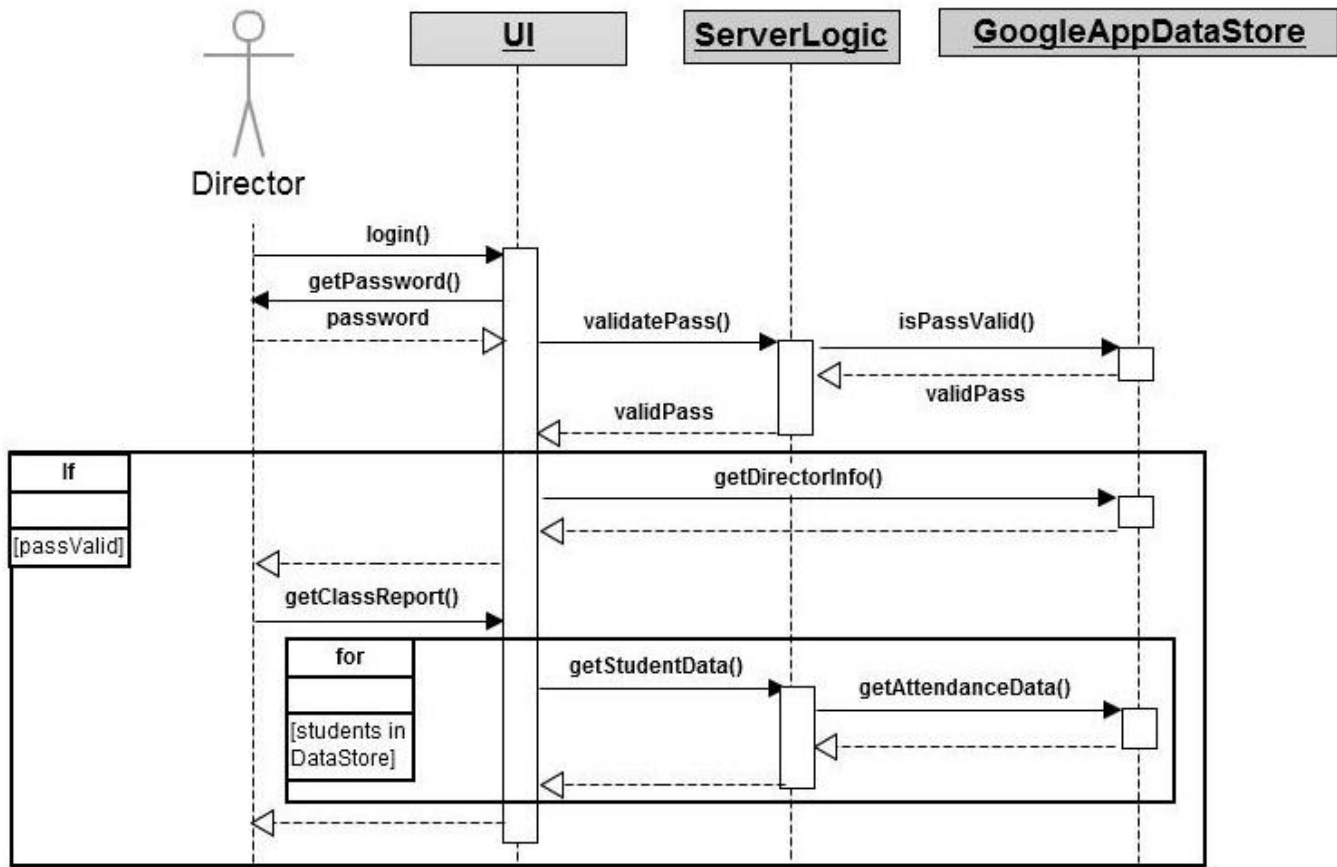 UI
ServerLogic
GoogleAppDataStore
Director
login()
getPassword()
password
validatePass()
isPassValid()
validPass
validPass
If
[passValid]
getDirectorInfo()
getClassReport()
for
[students in
DataStore]
getStudentData()
getAttendanceData()